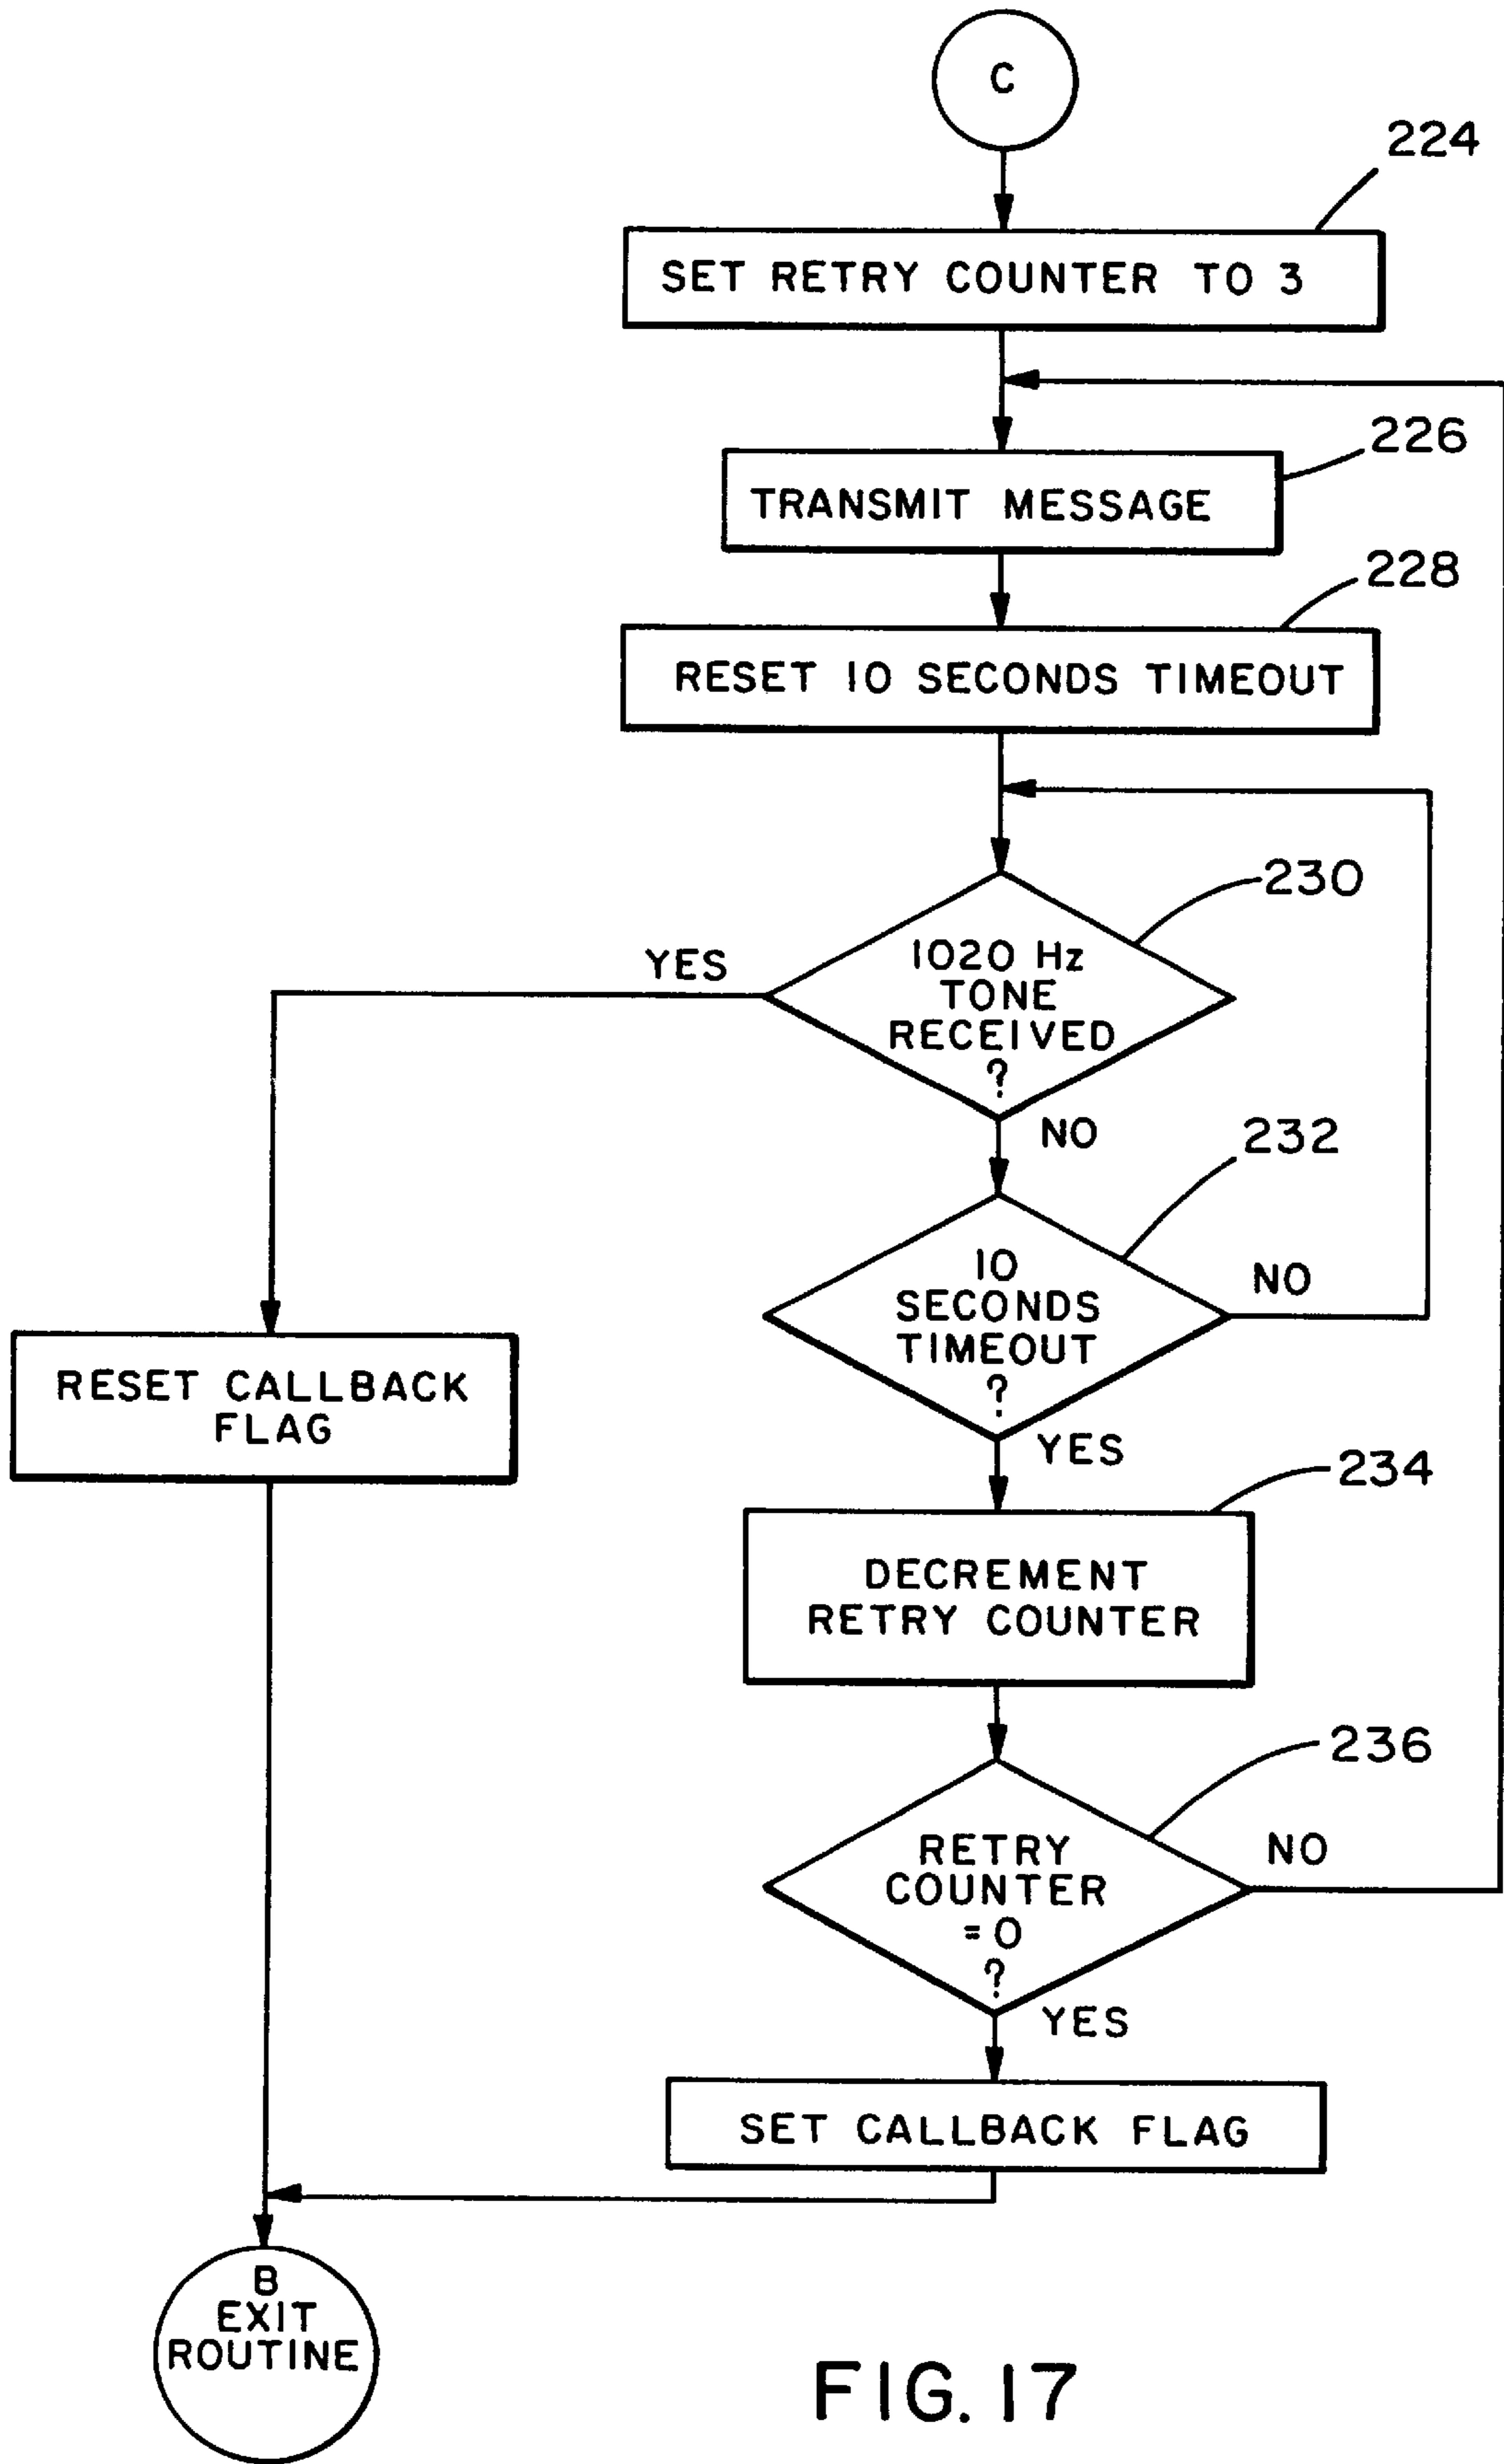 C
224
SET RETRY COUNTER TO 3
226
TRANSMIT MESSAGE
228
RESET 10 SECONDS TIMEOUT
230
YES
1020 Hz
TONE
RECEIVED
?
NO
232
10
SECONDS
TIMEOUT
?
NO
RESET CALLBACK
FLAG
YES
234
DECREMENT
RETRY COUNTER
236
RETRY
COUNTER
= 0
?
NO
YES
SET CALLBACK FLAG
B
EXIT
ROUTINE
FIG. 17